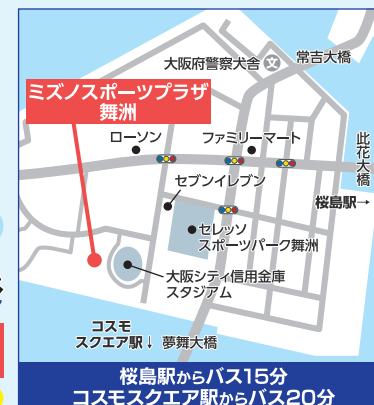 常吉大橋
大阪府警察犬舎
文
ミズノスポーツプラザ
舞洲
ローソン
ファミリーマート
此花大橋
セブンイレブン
桜島駅→
セレッソ
スポーツパーク舞洲
大阪シティ信用金庫
スタジアム
コスモ
スクエア駅↓
夢舞大橋
桜島駅からバス15分
コスモスクエア駅からバス20分